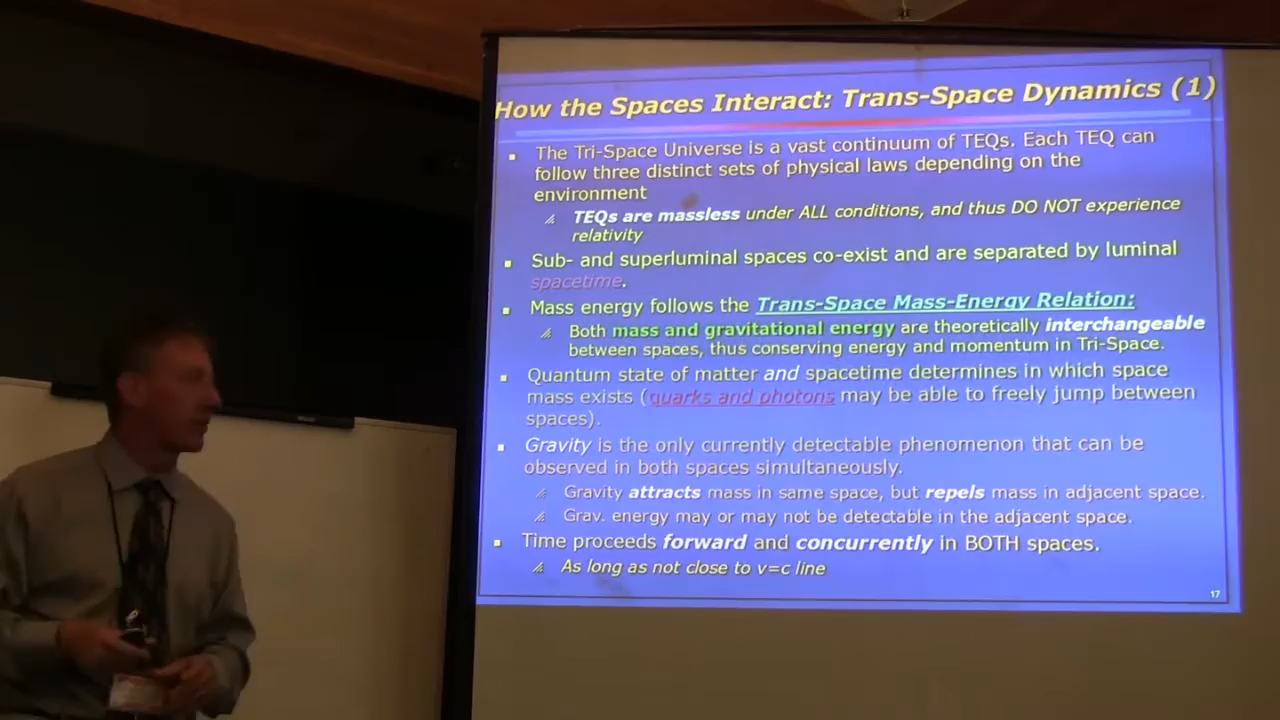 How the Spaces Interact: Trans-Space Dynamics (1)
The Tri-Space Universe is a vast continuum of TEQs. Each TEQ can
follow three distinct sets of physical laws depending on the
environment
TEQs are massless under ALL conditions, and thus DO NOT experience
relativity
Sub- and superluminal spaces co-exist and are separated by luminal
spacetime.
Mass energy follows the Trans-Space Mass-Energy Relation:
Both mass and gravitational energy are theoretically interchangeable
between spaces, thus conserving energy and momentum in Tri-Space.
Quantum state of matter and spacetime determines in which space
mass exists (quarks and photons may be able to freely jump between
spaces).
Gravity is the only currently detectable phenomenon that can be
observed in both spaces simultaneously.
Gravity attracts mass in same space, but repels mass in adjacent space.
Grav. energy may or may not be detectable in the adjacent space.
Time proceeds forward and concurrently in BOTH spaces.
As long as not close to v=c line
17